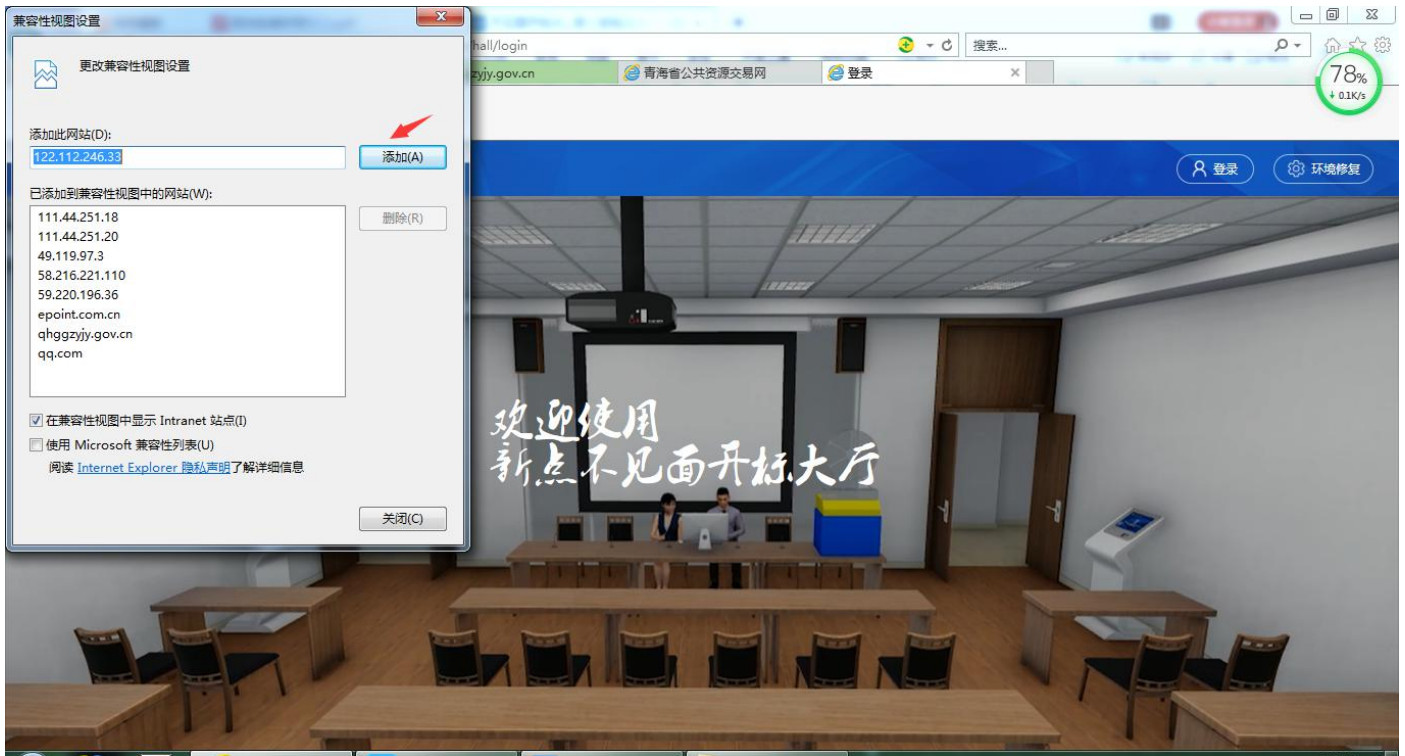 兼容性视图设置
更改兼容性视图设置
添加此网站(D):
122.112.246.33
添加(A)
已添加到兼容性视图中的网站(W):
111.44.251.18
111.44.251.20
49.119.97.3
58.216.221.110
59.220.196.36
epoint.com.cn
qhggzyjy.gov.cn
qq.com
删除(R)
在兼容性视图中显示 Intranet 站点(I)
使用 Microsoft 兼容性列表(U)
阅读 Internet Explorer 隐私声明了解详细信息
关闭(C)
hall/login
搜索...
zyjy.gov.cn
青海省公共资源交易网
登录
78%
0.1K/s
登录
环境修复
欢迎使用
新点不见面开标大厅